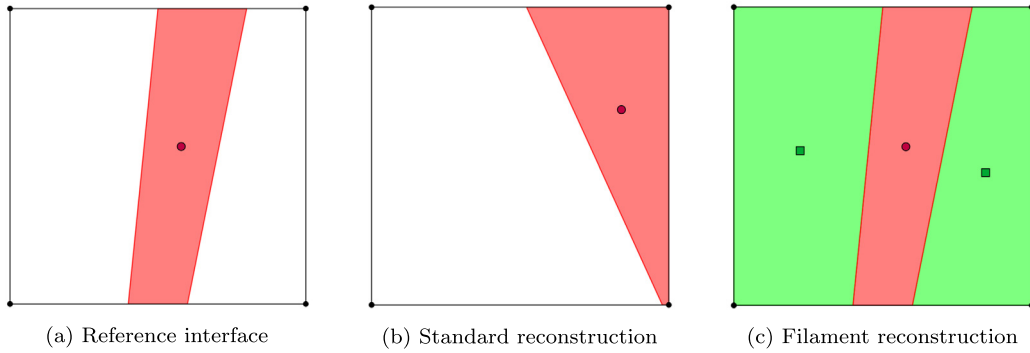 (a) Reference interface
(b) Standard reconstruction
(c) Filament reconstruction